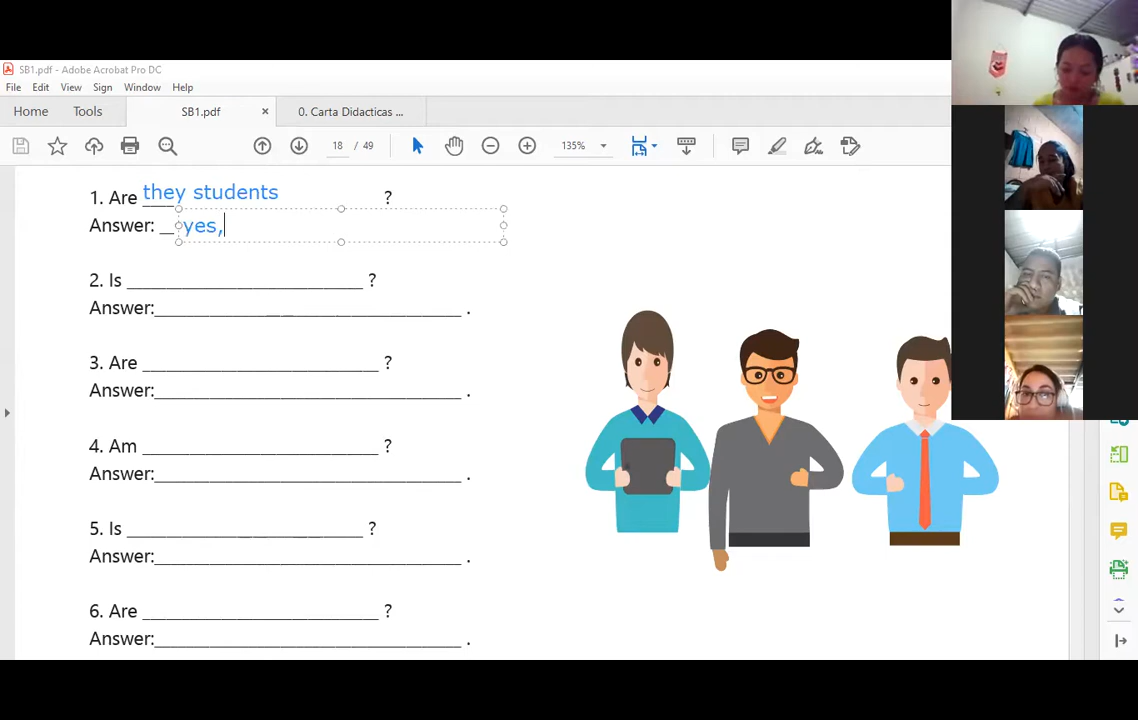 SB1.pdf - Adobe Acrobat Pro DC
File Edit View Sign Window Help
Home Tools SB1.pdf × 0. Carta Didacticas ...
18 / 49 135%
1. Are they students ?
Answer: yes,
2. Is ?
Answer: .
3. Are ?
Answer: .
4. Am ?
Answer: .
5. Is ?
Answer: .
6. Are ?
Answer: .